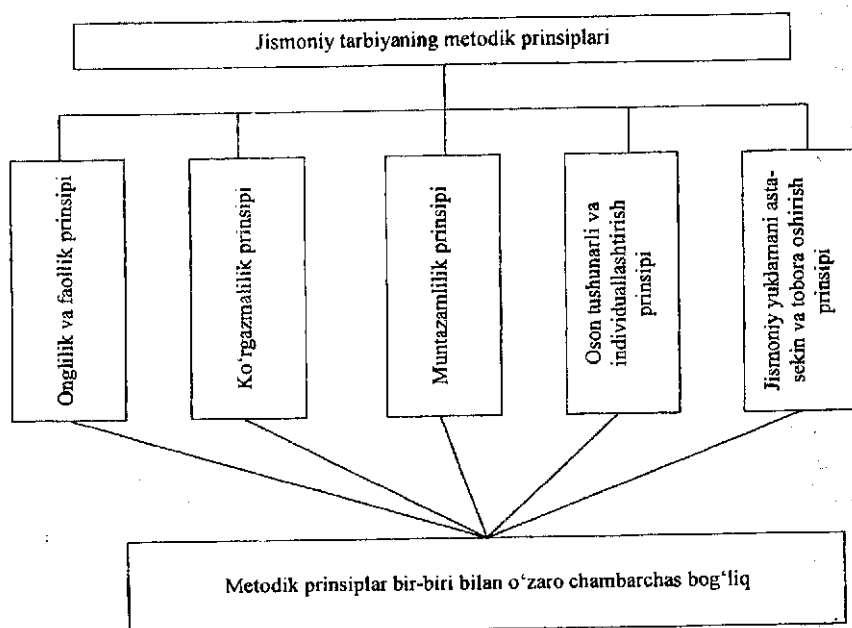 Jismoniy tarbiyaning metodik prinsiplari
Onglilik va faollik prinsipi
Ko‘rgazmalilik prinsipi
Muntazamlilik prinsipi
Oson tushunarli va
individuallashtirish
prinsipi
Jismoniy yuklamani asta-
sekin va tobora oshirish
prinsipi
Metodik prinsiplar bir-biri bilan o‘zaro chambarchas bog‘liq